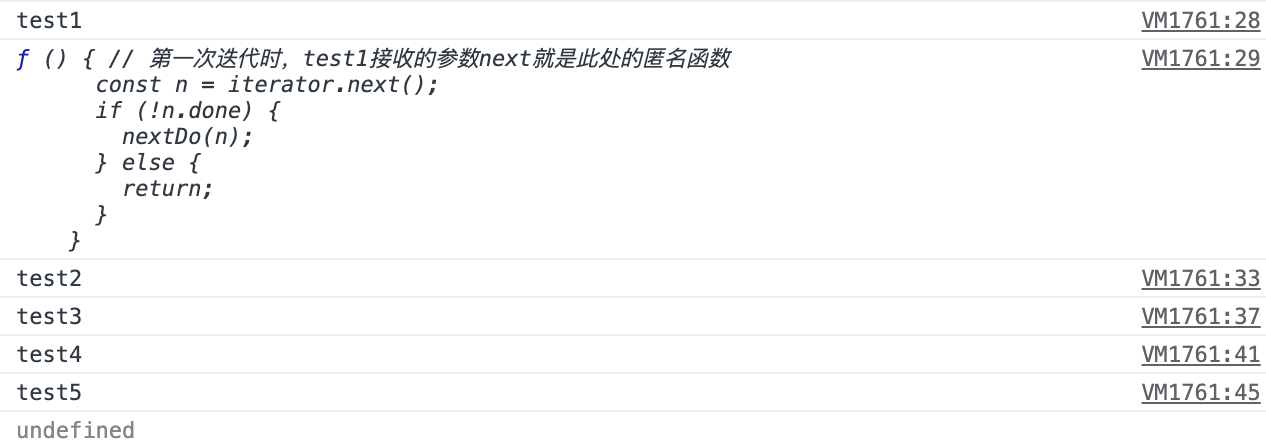 test1 VM1761:28
ƒ () { // 第一次迭代时，test1接收的参数next就是此处的匿名函数 VM1761:29
      const n = iterator.next();
      if (!n.done) {
        nextDo(n);
      } else {
        return;
      }
    }
test2 VM1761:33
test3 VM1761:37
test4 VM1761:41
test5 VM1761:45
undefined